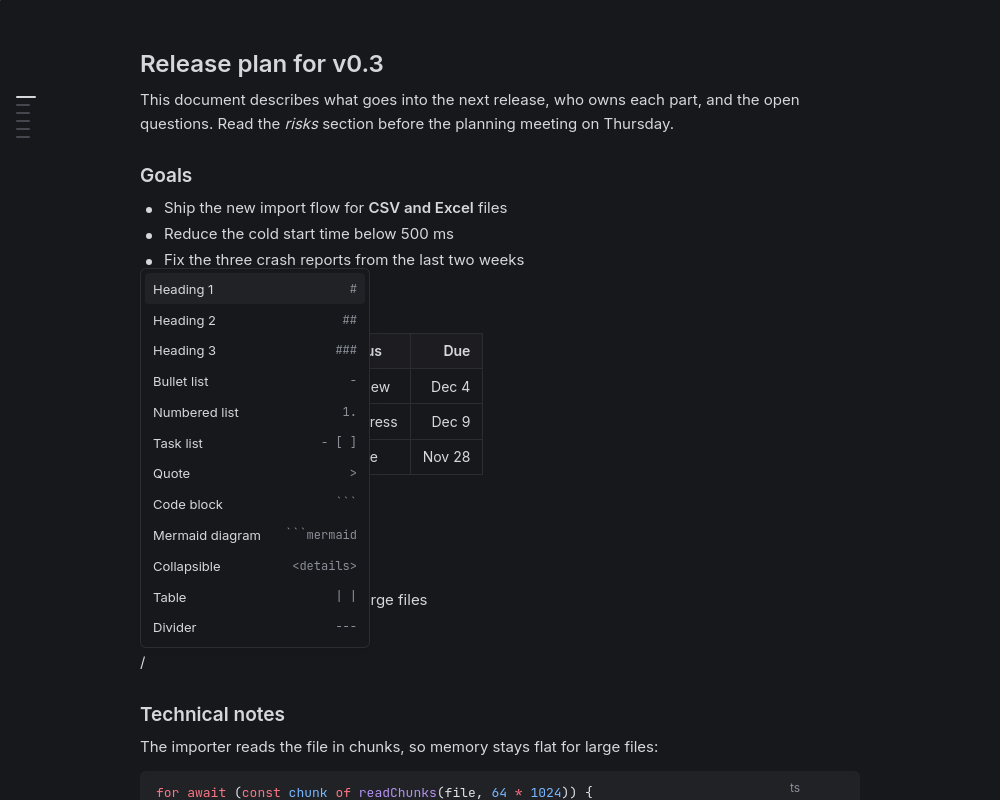 Release plan for v0.3
This document describes what goes into the next release, who owns each part, and the open
questions. Read the risks section before the planning meeting on Thursday.
Goals
Ship the new import flow for CSV and Excel files
Reduce the cold start time below 500 ms
Fix the three crash reports from the last two weeks
Heading 1 #
Heading 2 ##
Heading 3 ###
us Due
Bullet list -
ew Dec 4
Numbered list 1.
ress Dec 9
Task list - [ ]
e Nov 28
Quote >
Code block ```
Mermaid diagram ```mermaid
Collapsible <details>
Table | |
rge files
Divider ---
/
Technical notes
The importer reads the file in chunks, so memory stays flat for large files:
ts
for await (const chunk of readChunks(file, 64 * 1024)) {